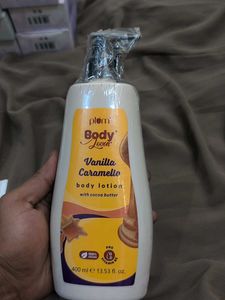 plum
Body
Lovin'
Vanilla
Caramello
body lotion
with cocoa butter
400 ml e 13.53 fl. oz.